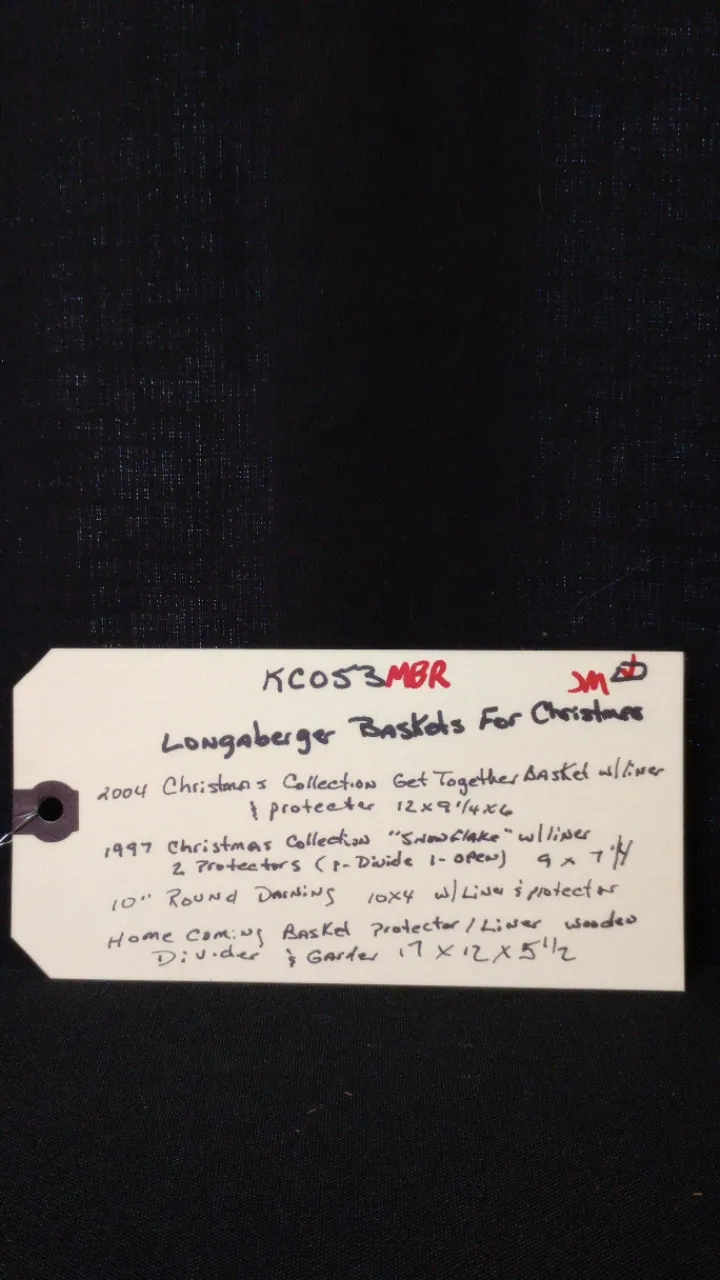 KC053MBR JM
Longaberger Baskets For Christmas
2004 Christmas Collection Get Together Basket w/liner
& protecter 12x9 1/4x6
1997 Christmas Collection "Snowflake" w/liner
2 Protectors (1-Divide 1-open) 9 x 7 1/4
10" Round Darning 10x4 w/Liner & protector
Home Coming Basket Protector/Liner wooden
Divider & Garder 17 x 12 x 5 1/2